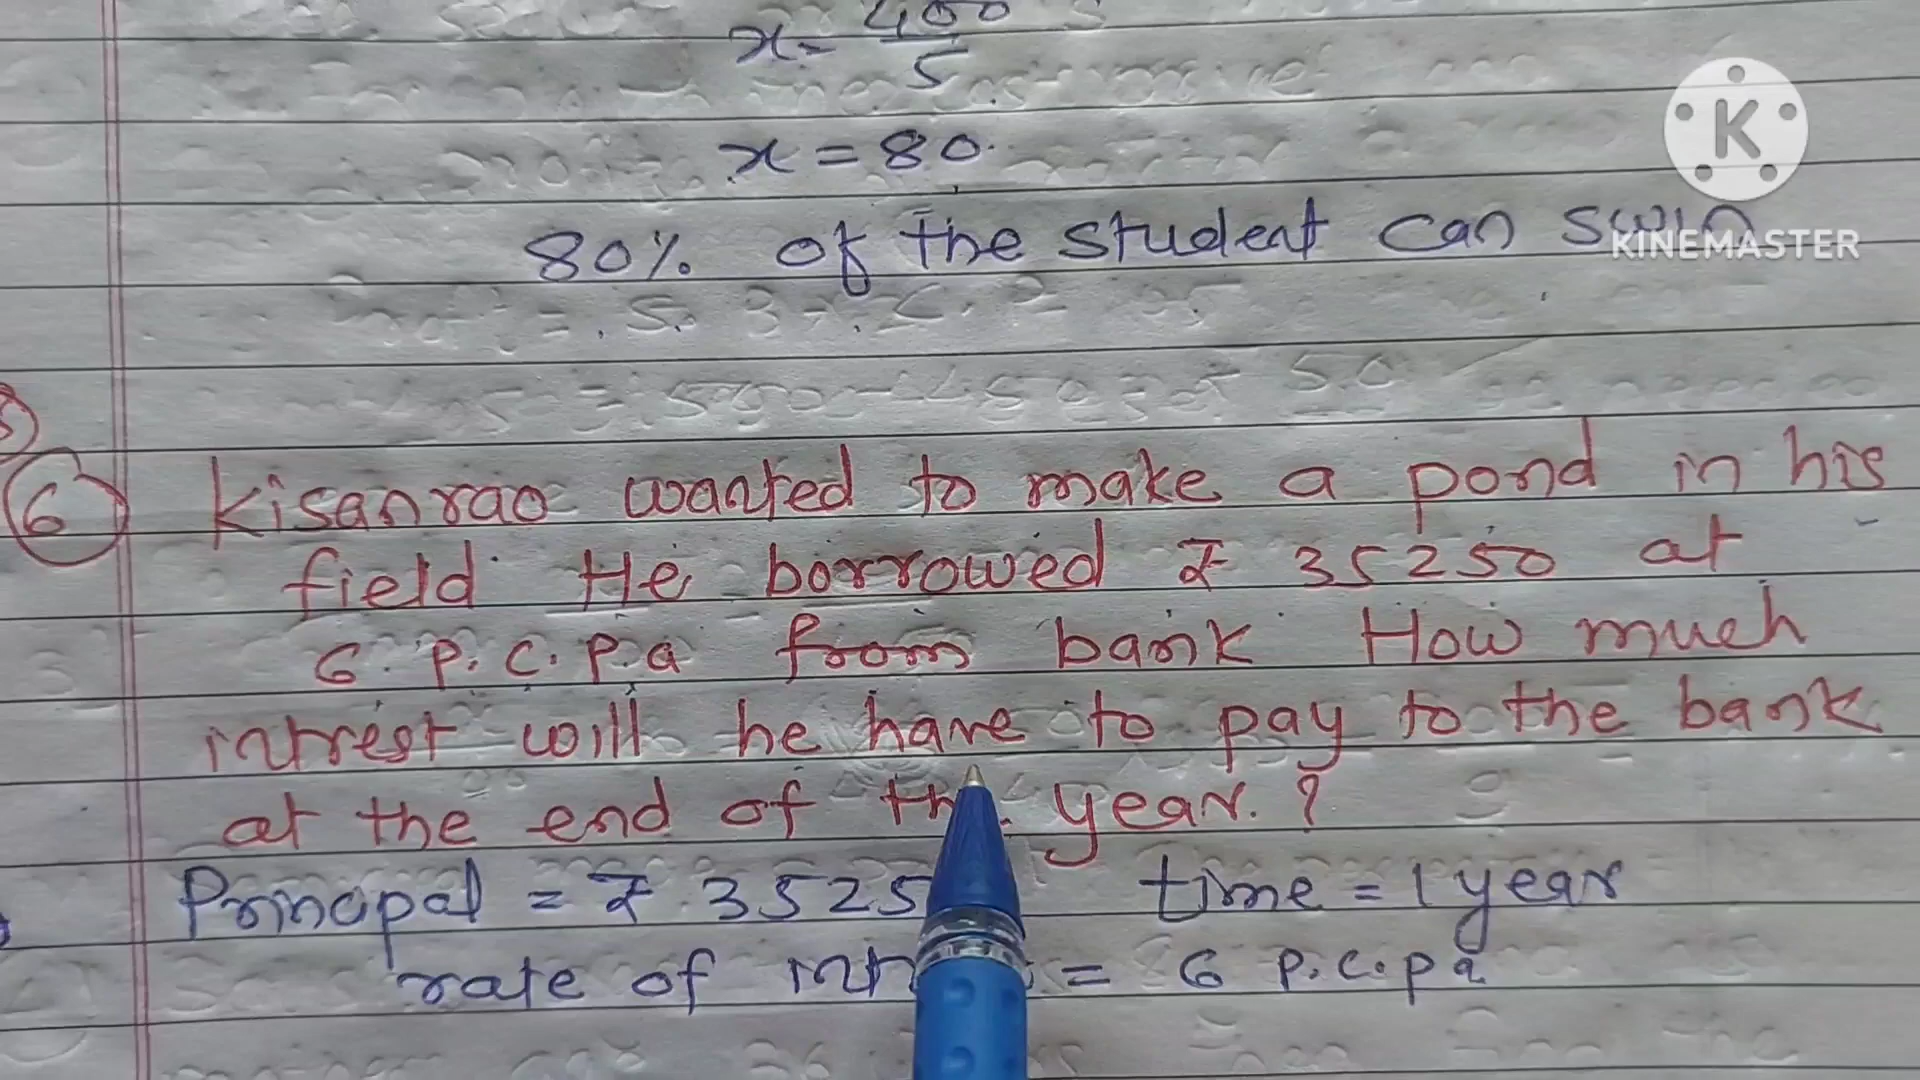 x = 400/5
x = 80.
80% of the student can swim
KINEMASTER
6 Kisanrao wanted to make a pond in his
field. He borrowed ₹ 35250 at
6 p.c.p.a from bank. How much
intrest will he have to pay to the bank
at the end of the year. ?
Principal = ₹ 3525 time = 1 year
rate of = 6 p.c.p.a